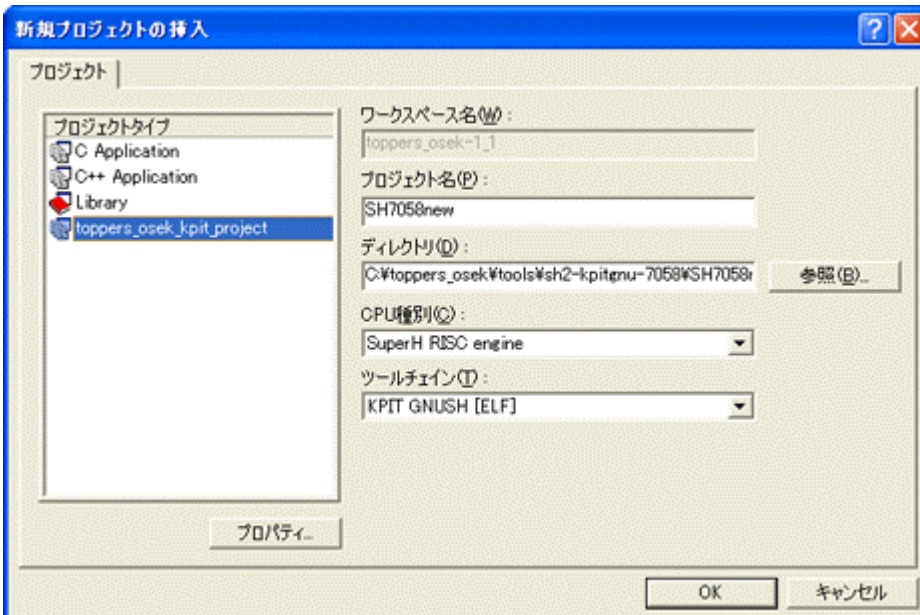 新規プロジェクトの挿入
プロジェクト
プロジェクトタイプ
C Application
C++ Application
Library
toppers_osek_kpit_project
プロパティ...
ワークスペース名(W):
toppers_osek-1_1
プロジェクト名(P):
SH7058new
ディレクトリ(D):
C:¥toppers_osek¥tools¥sh2-kpitgnu-7058¥SH7058
参照(B)...
CPU種別(C):
SuperH RISC engine
ツールチェイン(T):
KPIT GNUSH [ELF]
OK
キャンセル